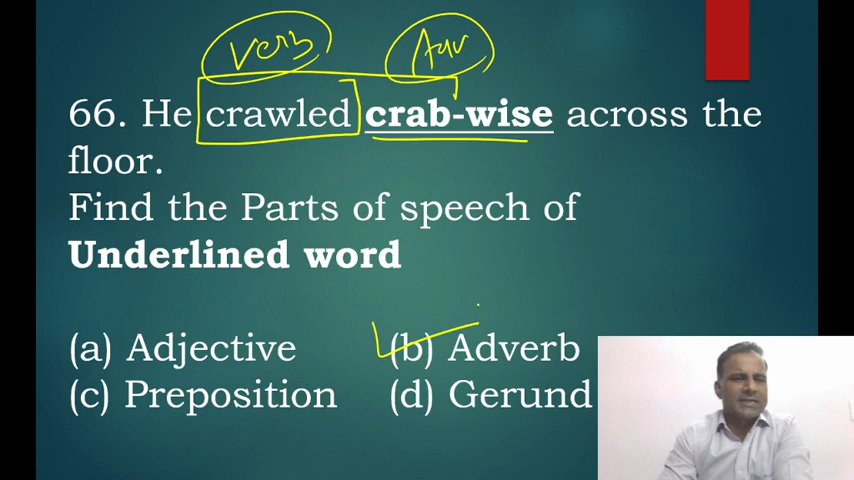 Verb Adv
66. He crawled crab-wise across the
floor.
Find the Parts of speech of
Underlined word
(a) Adjective (b) Adverb
(c) Preposition (d) Gerund